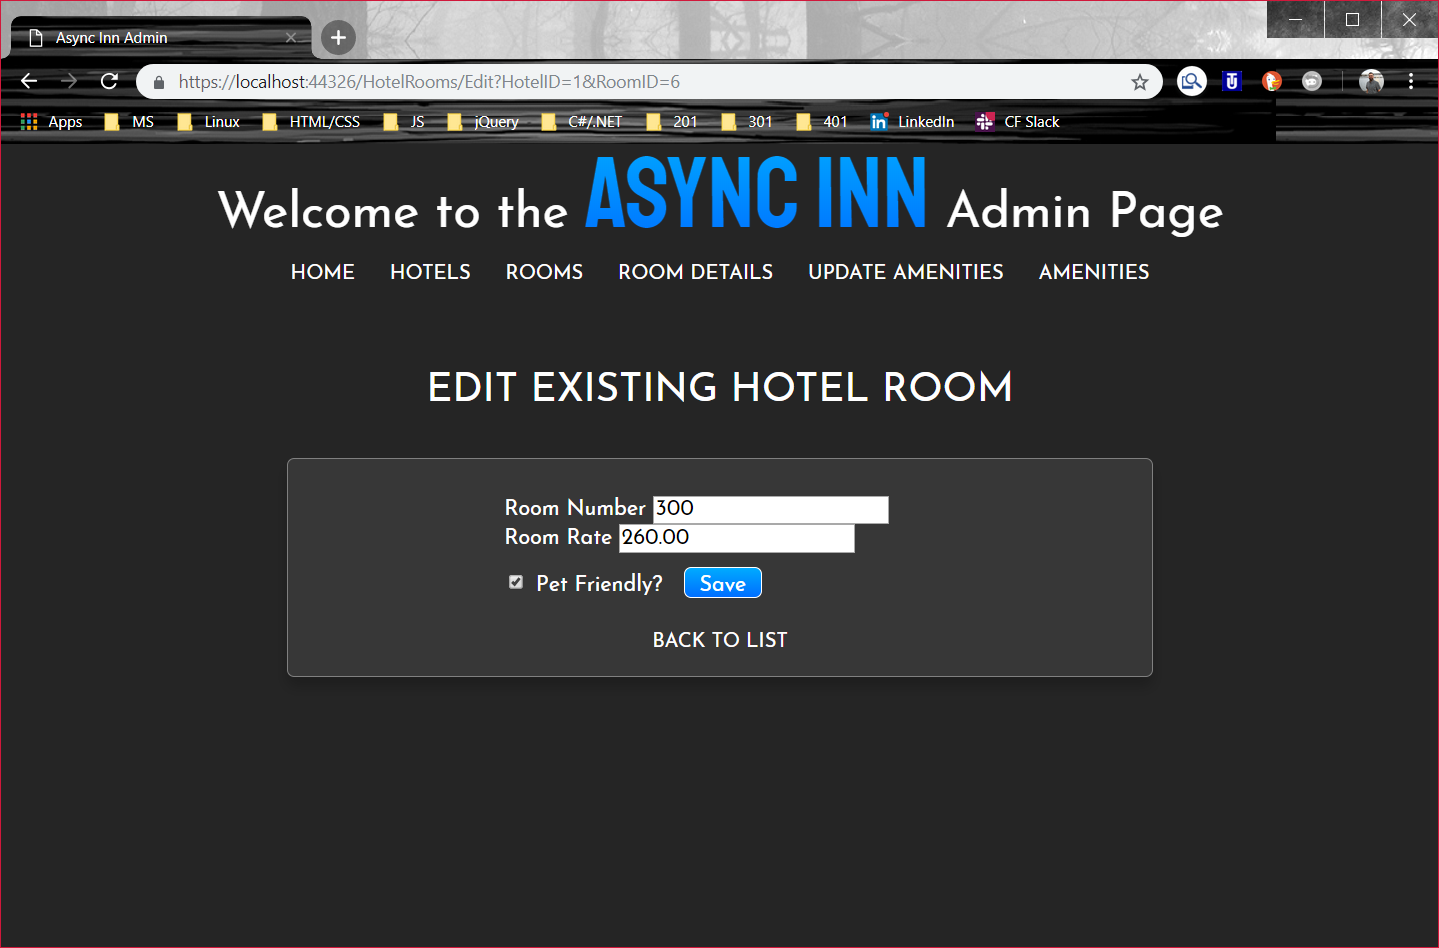 Async Inn Admin
https://localhost:44326/HotelRooms/Edit?HotelID=1&RoomID=6
Apps MS Linux HTML/CSS JS jQuery C#/.NET 201 301 401 LinkedIn CF Slack
Welcome to the ASYNC INN Admin Page
HOME HOTELS ROOMS ROOM DETAILS UPDATE AMENITIES AMENITIES
EDIT EXISTING HOTEL ROOM
Room Number 300
Room Rate 260.00
Pet Friendly? Save
BACK TO LIST